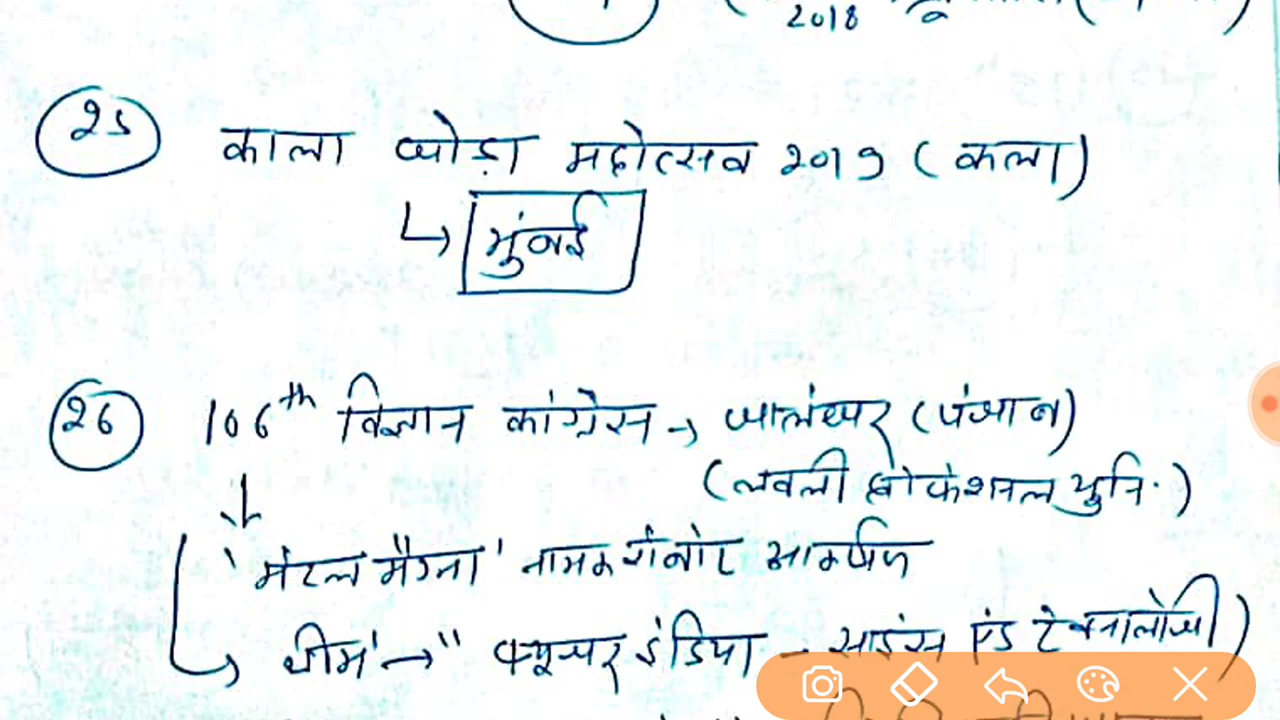 2018
25 काला घोड़ा महोत्सव 2019 (कला)
↳ मुंबई
26 106th विज्ञान कांग्रेस → जालंधर (पंजाब)
(लवली प्रोफेशनल युनि.)
'मेटल मैग्ना' नामक रोबोट आकर्षण
थीम → " फ्यूचर इंडिया - साइंस एंड टेक्नालॉजी)